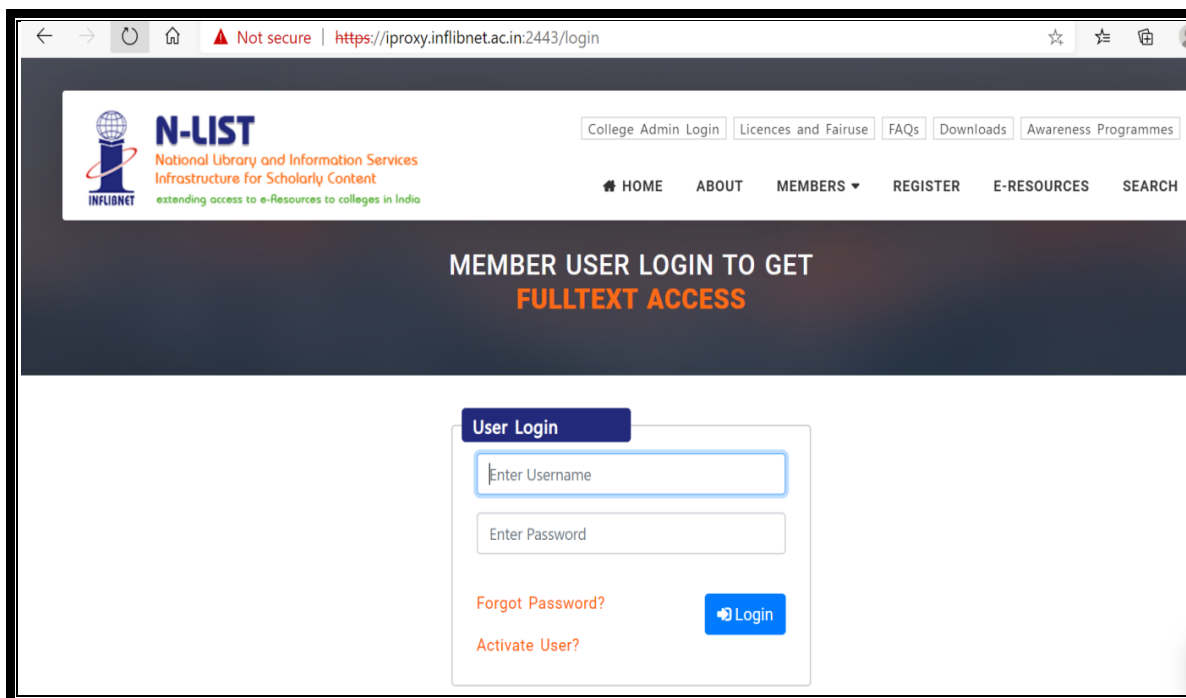 Not secure | https://iproxy.inflibnet.ac.in:2443/login
INFLIBNET
N-LIST
National Library and Information Services
Infrastructure for Scholarly Content
extending access to e-Resources to colleges in India
College Admin Login Licences and Fairuse FAQs Downloads Awareness Programmes
HOME ABOUT MEMBERS REGISTER E-RESOURCES SEARCH
MEMBER USER LOGIN TO GET
FULLTEXT ACCESS
User Login
Enter Username
Enter Password
Forgot Password?
Login
Activate User?